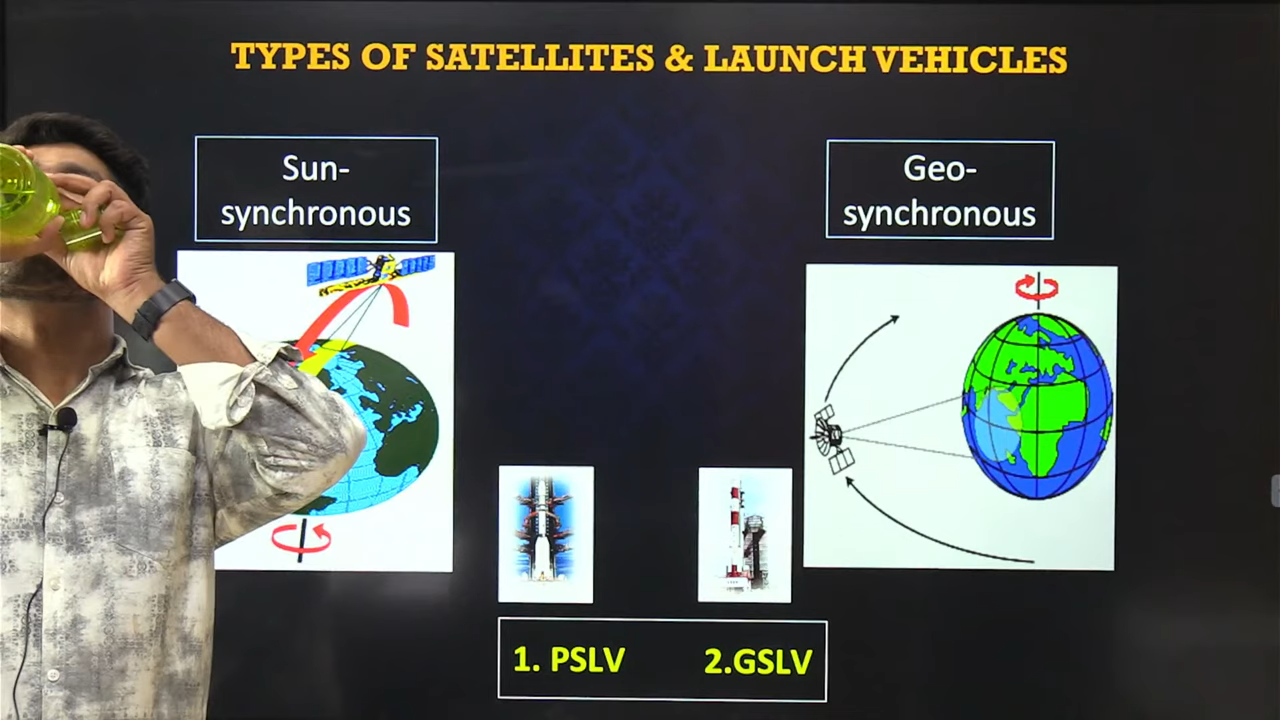 TYPES OF SATELLITES & LAUNCH VEHICLES
Sun-
synchronous
Geo-
synchronous
1. PSLV 2.GSLV